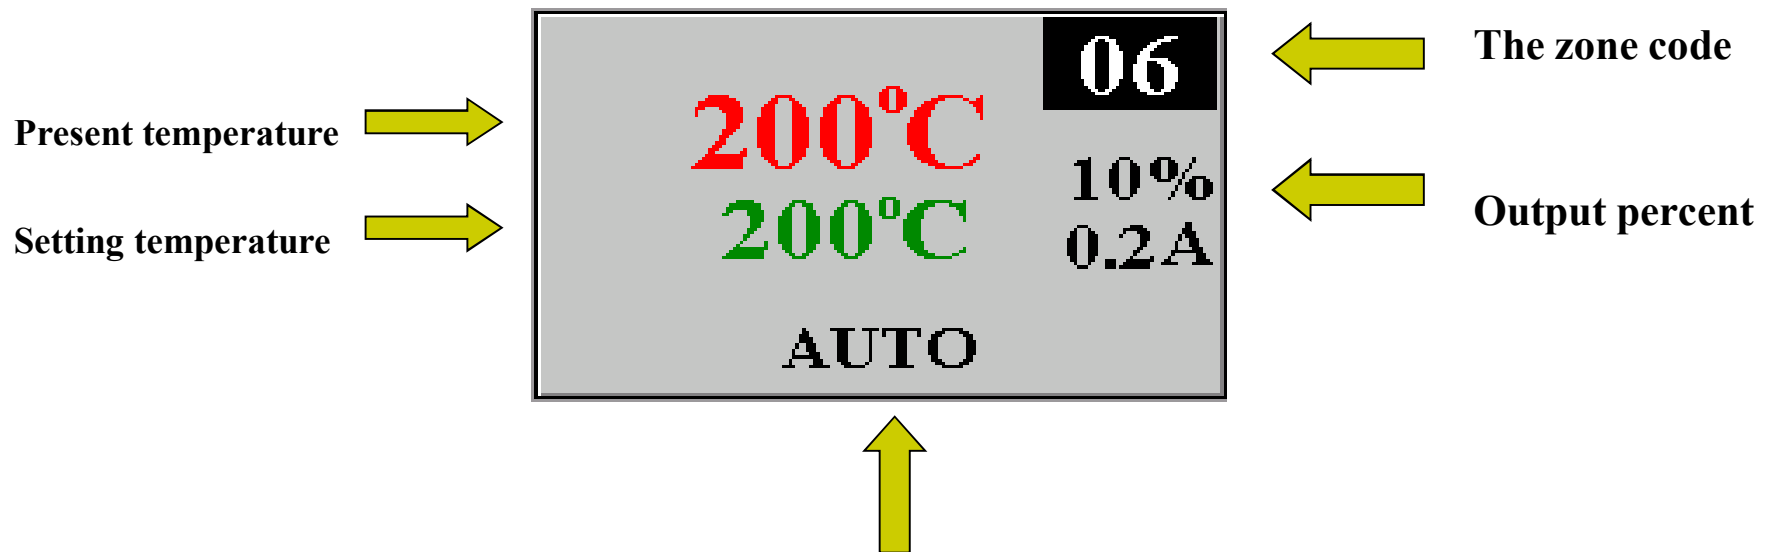 The zone code
06
Present temperature
200°C
10%
Output percent
Setting temperature
200°C
0.2A
AUTO